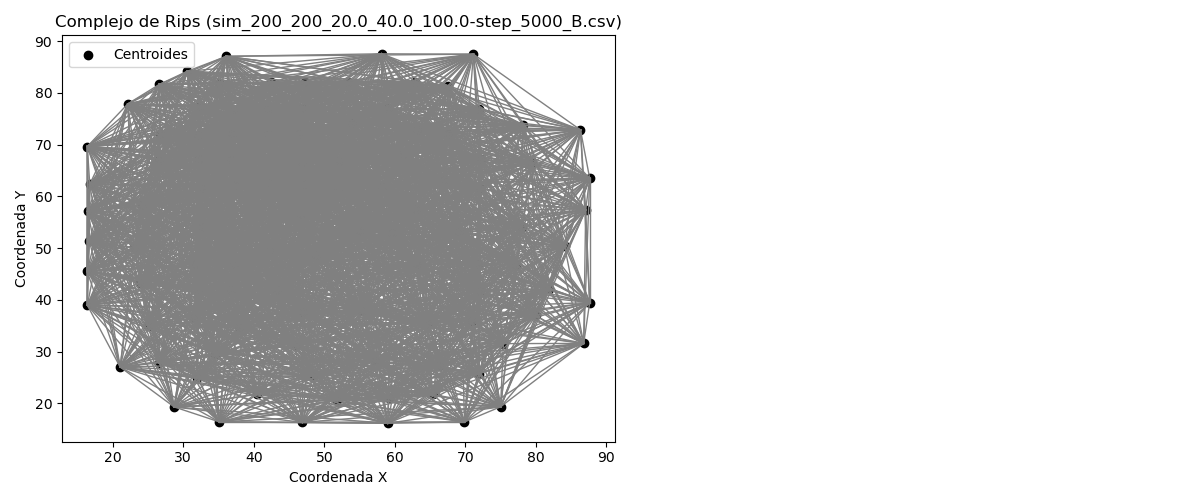 Complejo de Rips (sim_200_200_20.0_40.0_100.0-step_5000_B.csv)
Centroides
90
80
70
60
50
40
30
20
Coordenada Y
20 30 40 50 60 70 80 90
Coordenada X